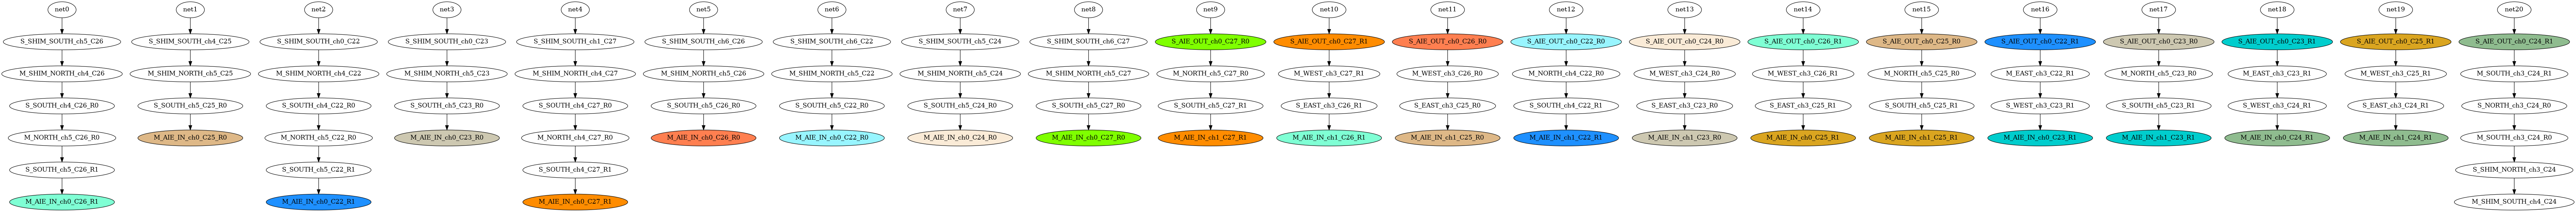 net0 net1 net2 net3 net4 net5 net6 net7 net8 net9 net10 net11 net12 net13 net14 net15 net16 net17 net18 net19 net20
S_SHIM_SOUTH_ch5_C26 S_SHIM_SOUTH_ch4_C25 S_SHIM_SOUTH_ch0_C22 S_SHIM_SOUTH_ch0_C23 S_SHIM_SOUTH_ch1_C27 S_SHIM_SOUTH_ch6_C26 S_SHIM_SOUTH_ch6_C22 S_SHIM_SOUTH_ch5_C24 S_SHIM_SOUTH_ch6_C27 S_AIE_OUT_ch0_C27_R0 S_AIE_OUT_ch0_C27_R1 S_AIE_OUT_ch0_C26_R0 S_AIE_OUT_ch0_C22_R0 S_AIE_OUT_ch0_C24_R0 S_AIE_OUT_ch0_C26_R1 S_AIE_OUT_ch0_C25_R0 S_AIE_OUT_ch0_C22_R1 S_AIE_OUT_ch0_C23_R0 S_AIE_OUT_ch0_C23_R1 S_AIE_OUT_ch0_C25_R1 S_AIE_OUT_ch0_C24_R1
M_SHIM_NORTH_ch4_C26 M_SHIM_NORTH_ch5_C25 M_SHIM_NORTH_ch4_C22 M_SHIM_NORTH_ch5_C23 M_SHIM_NORTH_ch4_C27 M_SHIM_NORTH_ch5_C26 M_SHIM_NORTH_ch5_C22 M_SHIM_NORTH_ch5_C24 M_SHIM_NORTH_ch5_C27 M_NORTH_ch5_C27_R0 M_WEST_ch3_C27_R1 M_WEST_ch3_C26_R0 M_NORTH_ch4_C22_R0 M_WEST_ch3_C24_R0 M_WEST_ch3_C26_R1 M_NORTH_ch5_C25_R0 M_EAST_ch3_C22_R1 M_NORTH_ch5_C23_R0 M_EAST_ch3_C23_R1 M_WEST_ch3_C25_R1 M_SOUTH_ch3_C24_R1
S_SOUTH_ch4_C26_R0 S_SOUTH_ch5_C25_R0 S_SOUTH_ch4_C22_R0 S_SOUTH_ch5_C23_R0 S_SOUTH_ch4_C27_R0 S_SOUTH_ch5_C26_R0 S_SOUTH_ch5_C22_R0 S_SOUTH_ch5_C24_R0 S_SOUTH_ch5_C27_R0 S_SOUTH_ch5_C27_R1 S_EAST_ch3_C26_R1 S_EAST_ch3_C25_R0 S_SOUTH_ch4_C22_R1 S_EAST_ch3_C23_R0 S_EAST_ch3_C25_R1 S_SOUTH_ch5_C25_R1 S_WEST_ch3_C23_R1 S_SOUTH_ch5_C23_R1 S_WEST_ch3_C24_R1 S_EAST_ch3_C24_R1 S_NORTH_ch3_C24_R0
M_NORTH_ch5_C26_R0 M_AIE_IN_ch0_C25_R0 M_NORTH_ch5_C22_R0 M_AIE_IN_ch0_C23_R0 M_NORTH_ch4_C27_R0 M_AIE_IN_ch0_C26_R0 M_AIE_IN_ch0_C22_R0 M_AIE_IN_ch0_C24_R0 M_AIE_IN_ch0_C27_R0 M_AIE_IN_ch1_C27_R1 M_AIE_IN_ch1_C26_R1 M_AIE_IN_ch1_C25_R0 M_AIE_IN_ch1_C22_R1 M_AIE_IN_ch1_C23_R0 M_AIE_IN_ch0_C25_R1 M_AIE_IN_ch1_C25_R1 M_AIE_IN_ch0_C23_R1 M_AIE_IN_ch1_C23_R1 M_AIE_IN_ch0_C24_R1 M_AIE_IN_ch1_C24_R1 M_SOUTH_ch3_C24_R0
S_SOUTH_ch5_C26_R1 S_SOUTH_ch5_C22_R1 S_SOUTH_ch4_C27_R1 S_SHIM_NORTH_ch3_C24
M_AIE_IN_ch0_C26_R1 M_AIE_IN_ch0_C22_R1 M_AIE_IN_ch0_C27_R1 M_SHIM_SOUTH_ch4_C24